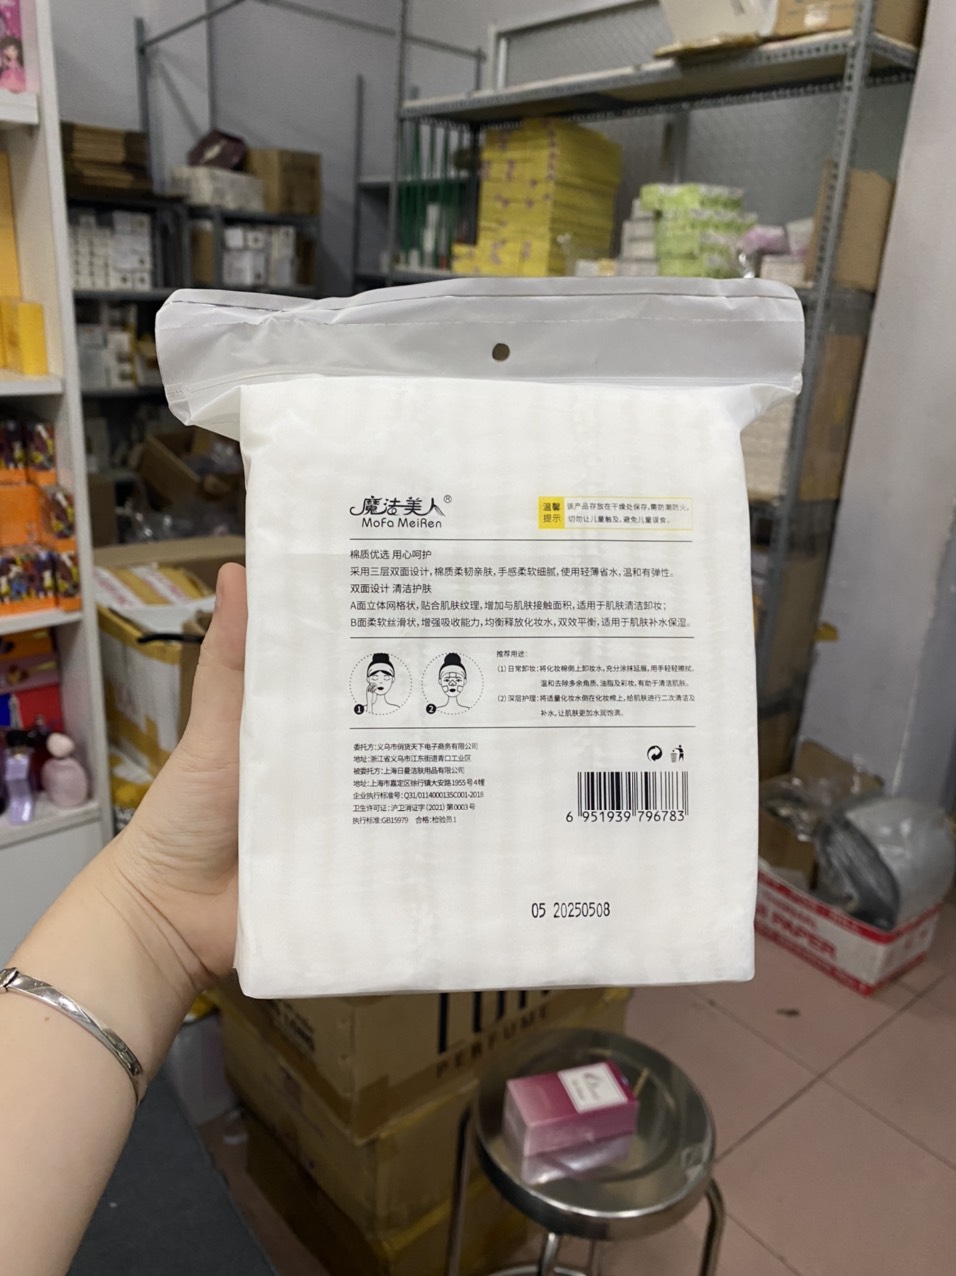 魔法美人®
MoFa MeiRen
温馨
提示
该产品存放在干燥处保存,需防潮防火。
切勿让儿童触及,避免儿童误食。
棉质优选 用心呵护
采用三层双面设计,棉质柔韧亲肤,手感柔软细腻,使用轻薄省水,温和有弹性。
双面设计 清洁护肤
A面立体网格状,贴合肌肤纹理,增加与肌肤接触面积,适用于肌肤清洁卸妆;
B面柔软丝滑状,增强吸收能力,均衡释放化妆水,双效平衡,适用于肌肤补水保湿。
推荐用途:
(1)日常卸妆:将化妆棉倒上卸妆水,充分涂抹延展,用手轻轻擦拭,
温和去除多余角质、油脂及彩妆,有助于清洁肌肤。
(2)深层护理:将适量化妆水倒在化妆棉上,给肌肤进行二次清洁及
补水,让肌肤更加水润饱满。
1
2
委托方:义乌市俏货天下电子商务有限公司
地址:浙江省义乌市江东街道青口工业区
被委托方:上海日曼洁肤用品有限公司
地址:上海市嘉定区徐行镇大安路1955号4幢
企业执行标准号:Q31/0114000135C001-2018
卫生许可证:沪卫消证字(2021)第0003号
执行标准:GB15979 合格:检验员1
6 951939 796783
05 20250508
PERFUME
PAPER